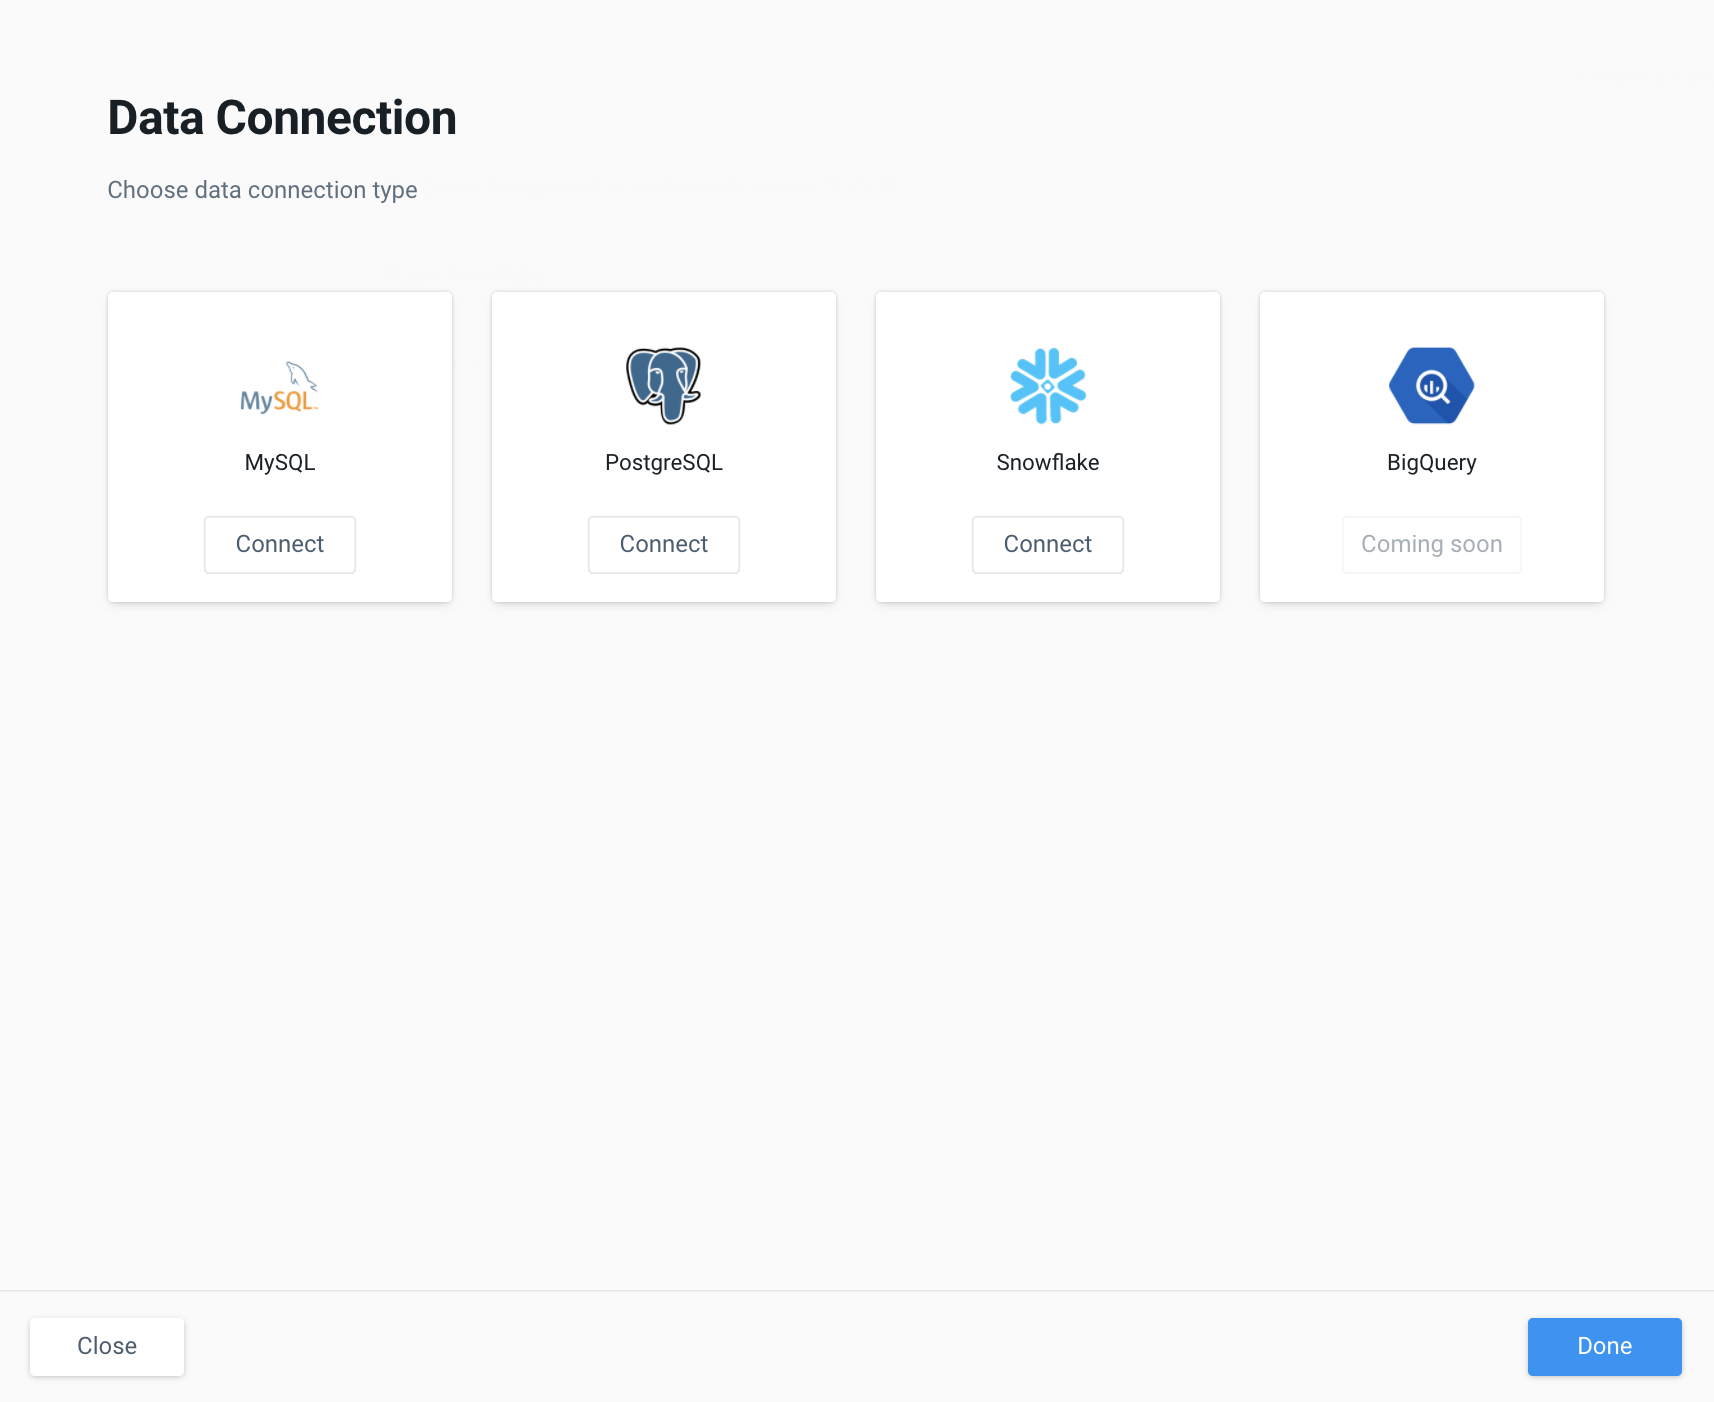 Data Connection
Choose data connection type
MySQL
MySQL
Connect
PostgreSQL
Connect
Snowflake
Connect
BigQuery
Coming soon
Close
Done